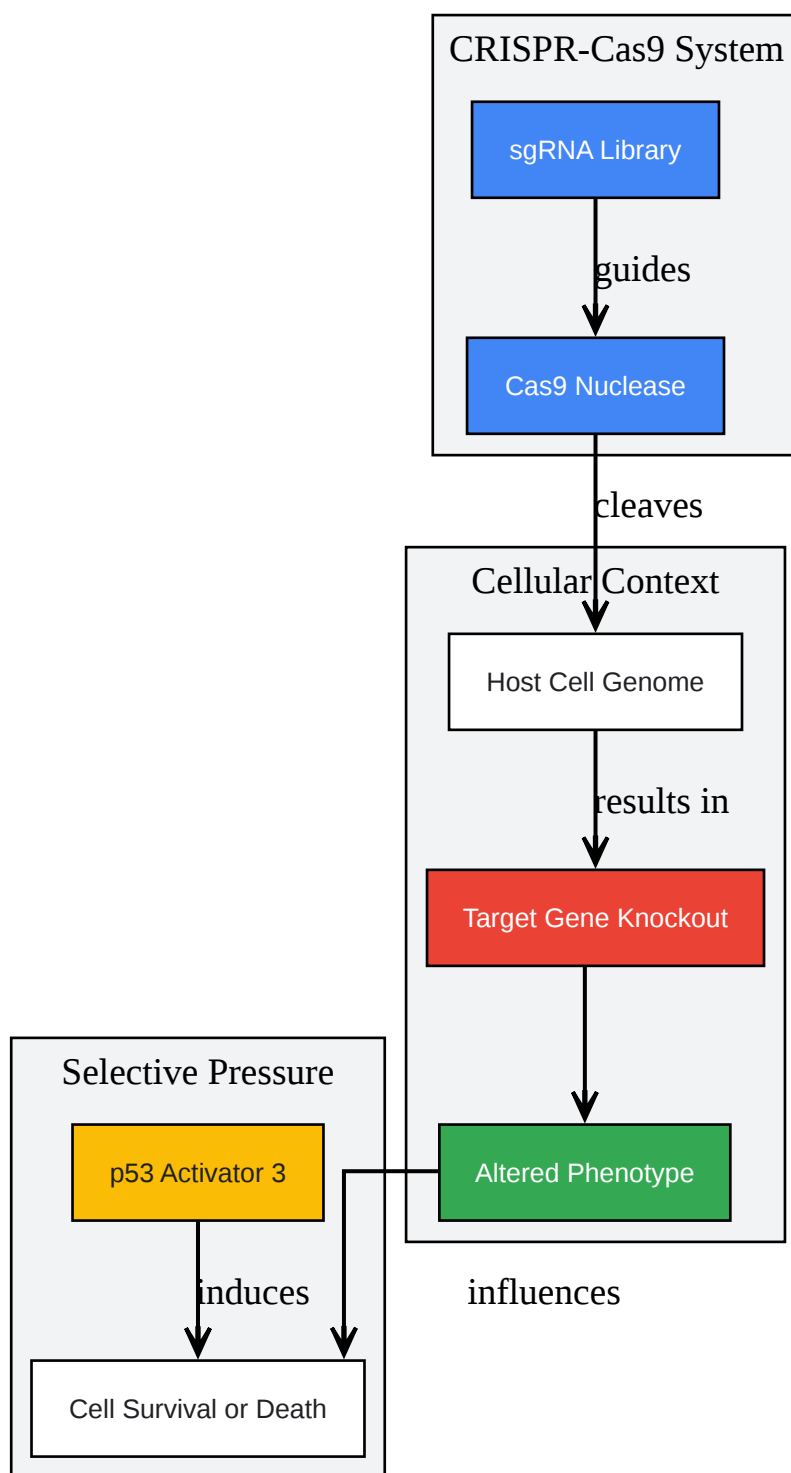 CRISPR-Cas9 System
sgRNA Library
guides
Cas9 Nuclease
cleaves
Cellular Context
Host Cell Genome
results in
Target Gene Knockout
Selective Pressure
p53 Activator 3
Altered Phenotype
induces
influences
Cell Survival or Death